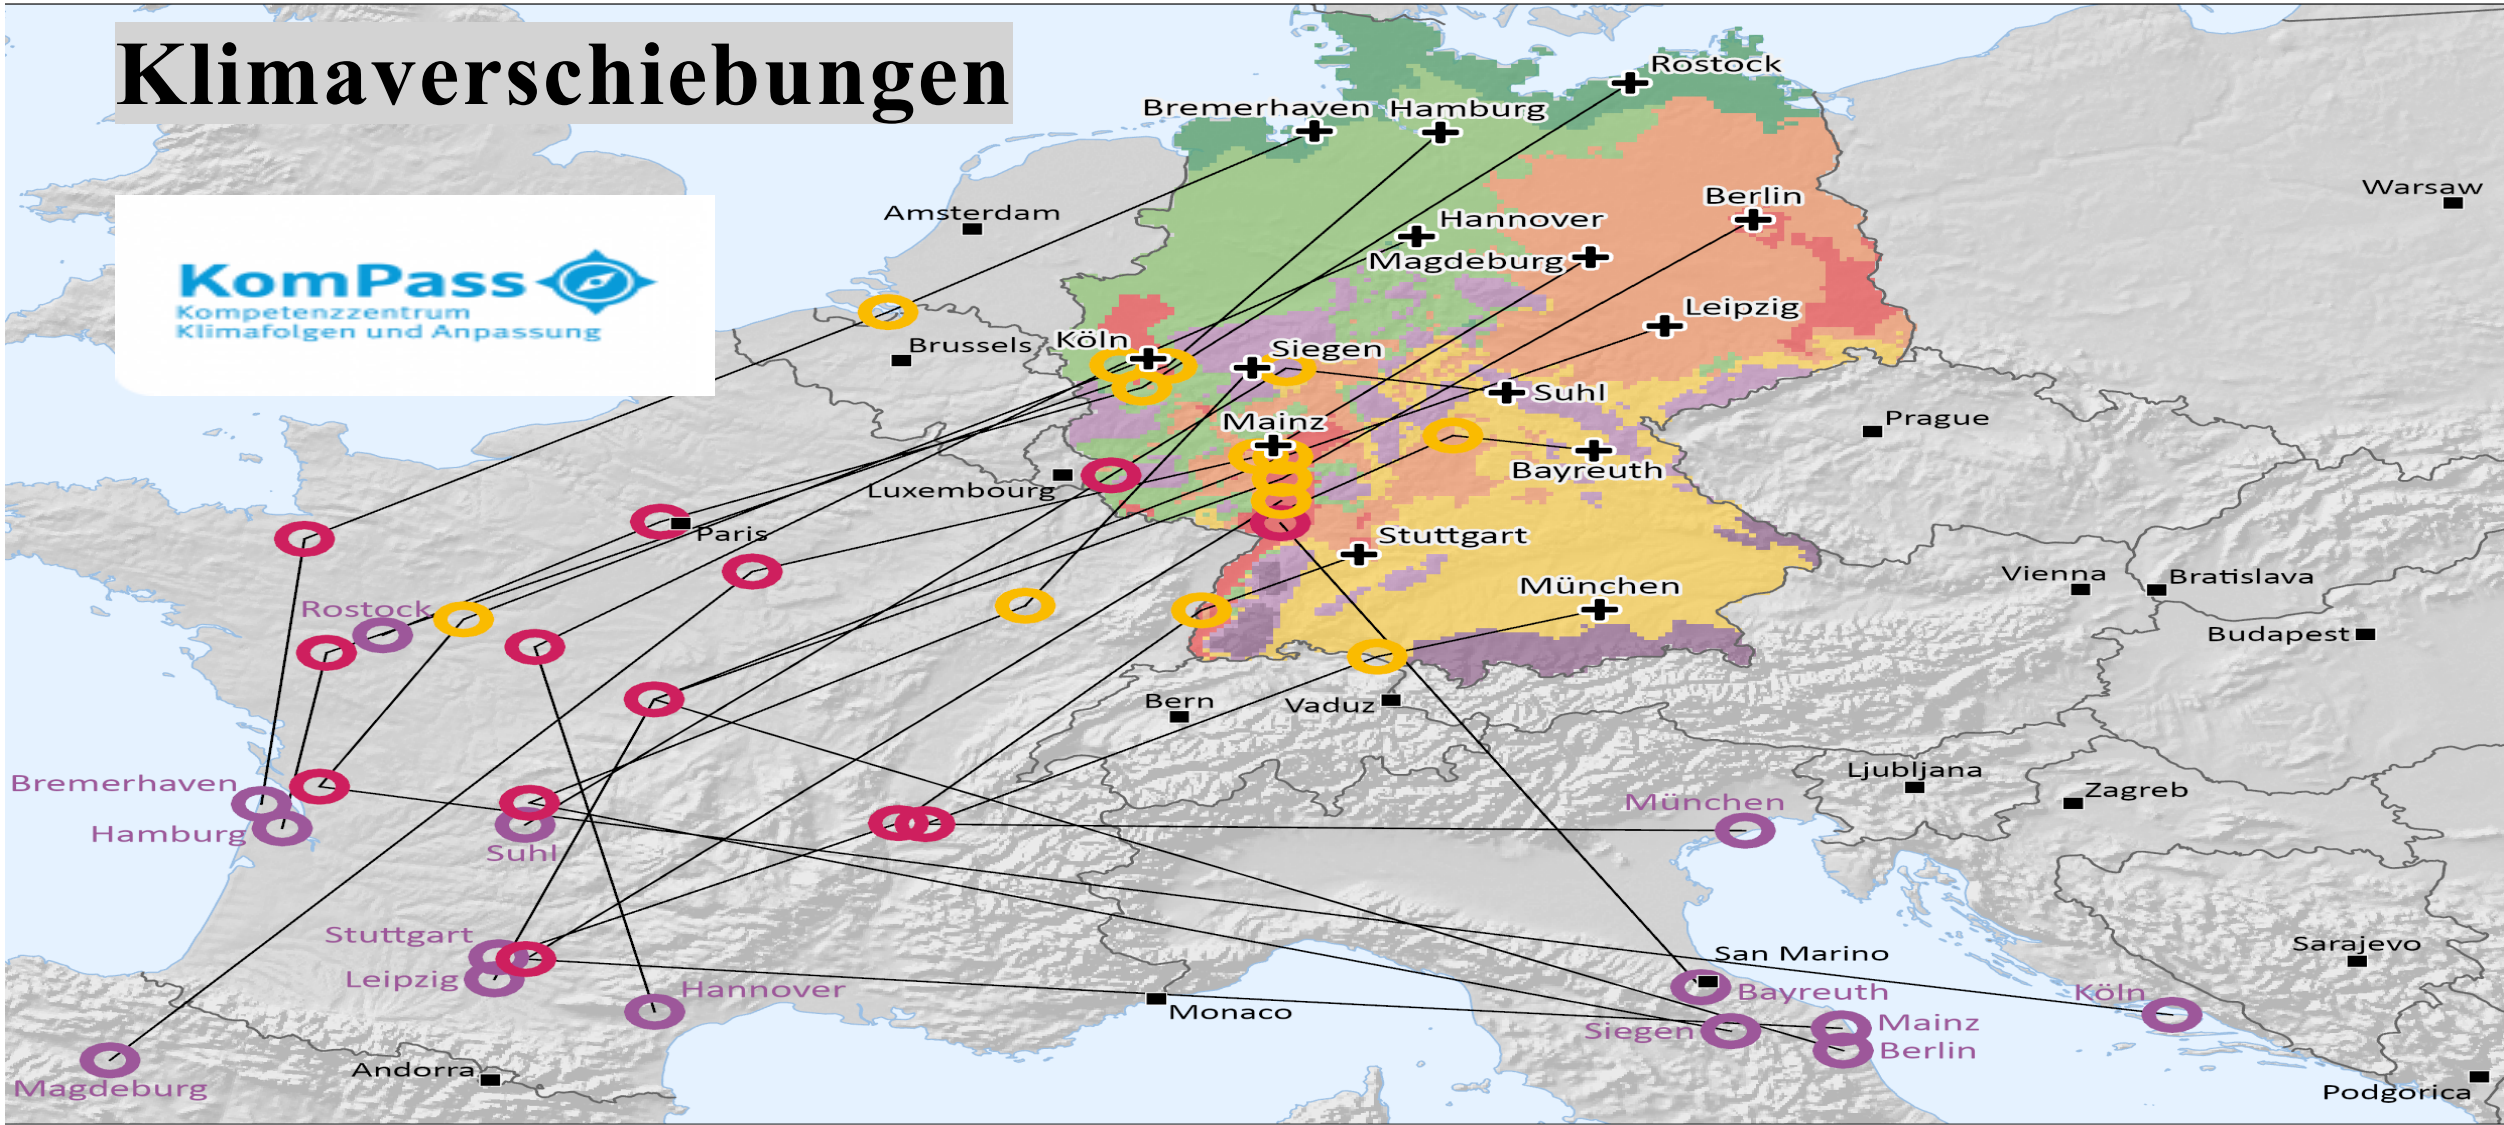 Klimaverschiebungen
KomPass
Kompetenzzentrum
Klimafolgen und Anpassung
Rostock
Bremerhaven
Hamburg
Warsaw
Berlin
Amsterdam
Hannover
Magdeburg
Leipzig
Köln
Brussels
Siegen
Suhl
Mainz
Prague
Bayreuth
Luxembourg
Paris
Stuttgart
Vienna
Bratislava
München
Rostock
Budapest
Bern
Vaduz
Ljubljana
Bremerhaven
Zagreb
München
Hamburg
Suhl
Stuttgart
Sarajevo
San Marino
Leipzig
Hannover
Bayreuth
Köln
Monaco
Mainz
Siegen
Berlin
Andorra
Magdeburg
Podgorica